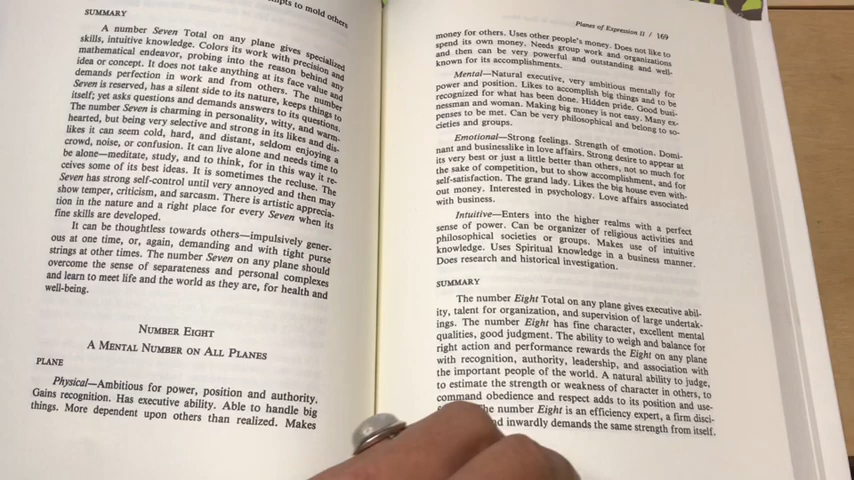 to mold others
SUMMARY
A number Seven Total on any plane gives specialized
skills, intuitive knowledge. Colors its work with precision and
mathematical endeavor, probing into the reason behind any
idea or concept. It does not take anything at its face value and
demands perfection in work and from others. The number
Seven is reserved, has a silent side to its nature, keeps things to
itself; yet asks questions and demands answers to its questions.
The number Seven is charming in personality, witty, and warm-
hearted, but being very selective and strong in its likes and dis-
likes it can seem cold, hard, and distant, seldom enjoying a
crowd, noise, or confusion. It can live alone and needs time to
be alone—meditate, study, and to think, for in this way it re-
ceives some of its best ideas. It is sometimes the recluse. The
Seven has strong self-control until very annoyed and then may
show temper, criticism, and sarcasm. There is artistic apprecia-
tion in the nature and a right place for every Seven when its
fine skills are developed.
It can be thoughtless towards others—impulsively gener-
ous at one time, or, again, demanding and with tight purse
strings at other times. The number Seven on any plane should
overcome the sense of separateness and personal complexes
and learn to meet life and the world as they are, for health and
well-being.
NUMBER EIGHT
A MENTAL NUMBER ON ALL PLANES
PLANE
Physical—Ambitious for power, position and authority.
Gains recognition. Has executive ability. Able to handle big
things. More dependent upon others than realized. Makes
Planes of Expression II / 169
money for others. Uses other people's money. Does not like to
spend its own money. Needs group work and organizations
and then can be very powerful and outstanding and well-
known for its accomplishments.
Mental—Natural executive, very ambitious mentally for
power and position. Likes to accomplish big things and to be
recognized for what has been done. Hidden pride. Good busi-
nessman and woman. Making big money is not easy. Many ex-
penses to be met. Can be very philosophical and belong to so-
cieties and groups.
Emotional—Strong feelings. Strength of emotion. Domi-
nant and businesslike in love affairs. Strong desire to appear at
its very best or just a little better than others, not so much for
the sake of competition, but to show accomplishment, and for
self-satisfaction. The grand lady. Likes the big house even with-
out money. Interested in psychology. Love affairs associated
with business.
Intuitive—Enters into the higher realms with a perfect
sense of power. Can be organizer of religious activities and
philosophical societies or groups. Makes use of intuitive
knowledge. Uses Spiritual knowledge in a business manner.
Does research and historical investigation.
SUMMARY
The number Eight Total on any plane gives executive abil-
ity, talent for organization, and supervision of large undertak-
ings. The number Eight has fine character, excellent mental
qualities, good judgment. The ability to weigh and balance for
right action and performance rewards the Eight on any plane
with recognition, authority, leadership, and association with
the important people of the world. A natural ability to judge,
to estimate the strength or weakness of character in others, to
command obedience and respect adds to its position and use-
The number Eight is an efficiency expert, a firm disci-
and inwardly demands the same strength from itself.